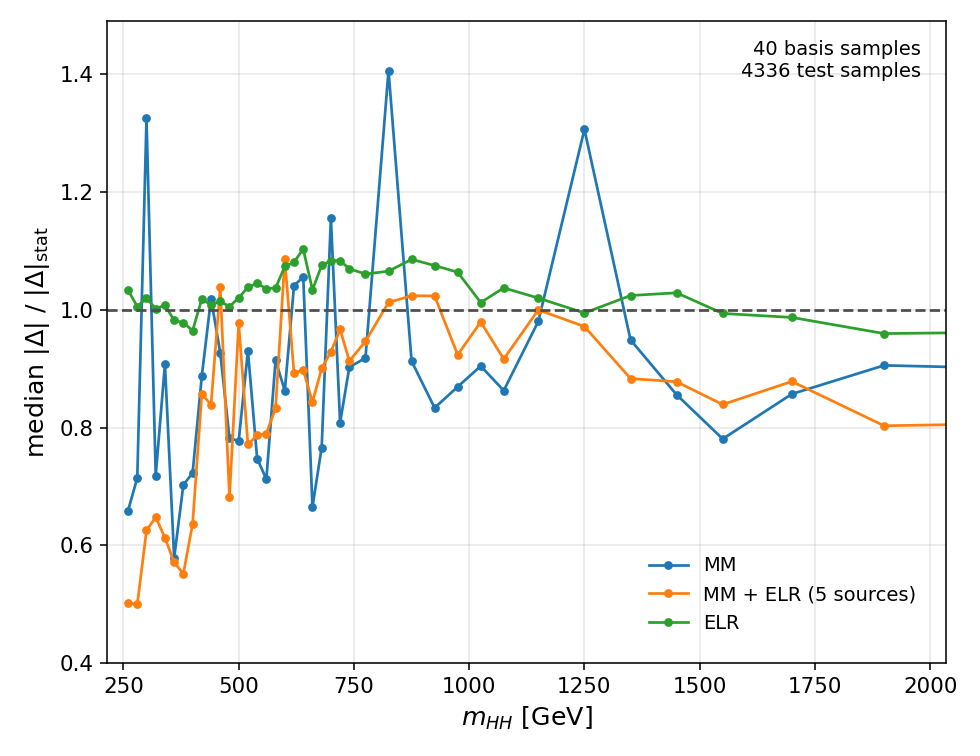 40 basis samples
4336 test samples
median |Δ| / |Δ|stat
1.4
1.2
1.0
0.8
0.6
0.4
MM
MM + ELR (5 sources)
ELR
250 500 750 1000 1250 1500 1750 2000
mHH [GeV]